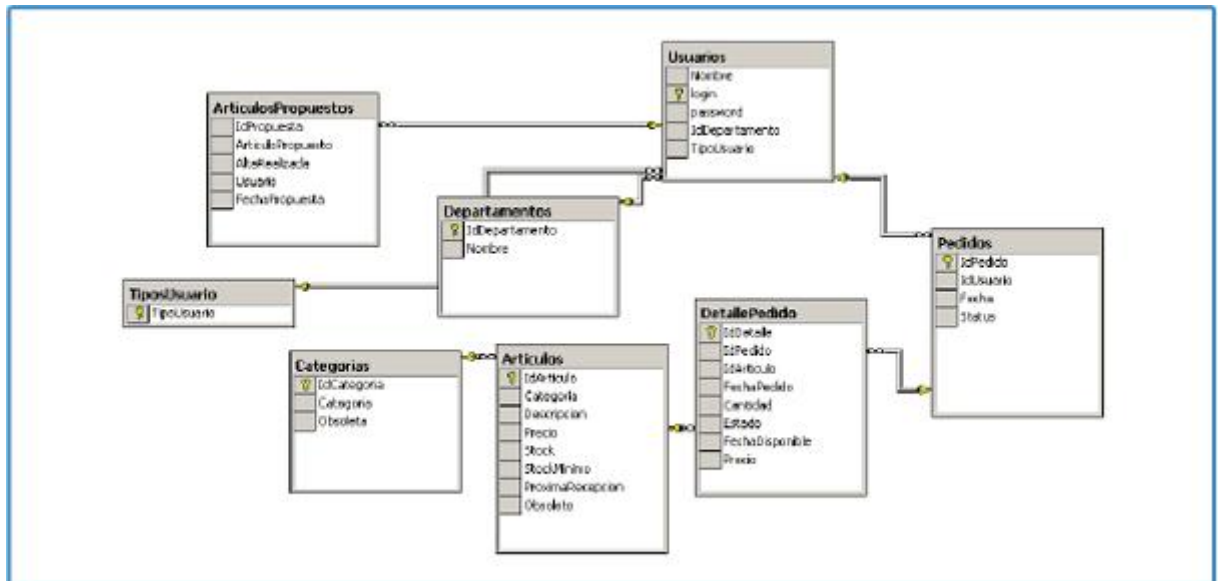 Usuarios
Nombre
login
password
IdDepartamento
TipoUsuario
ArticulosPropuestos
IdPropuesta
ArticuloPropuesto
AltaRealizada
Usuario
FechaPropuesta
Departamentos
IdDepartamento
Nombre
Pedidos
IdPedido
IdUsuario
Fecha
Status
TiposUsuario
TipoUsuario
DetallePedido
IdDetalle
IdPedido
IdArticulo
FechaPedido
Cantidad
Estado
FechaDisponible
Precio
Categorias
IdCategoria
Categoria
Obsoleta
Articulos
IdArticulo
Categoria
Descripcion
Precio
Stock
StockMinimo
ProximaRecepcion
Obsoleto